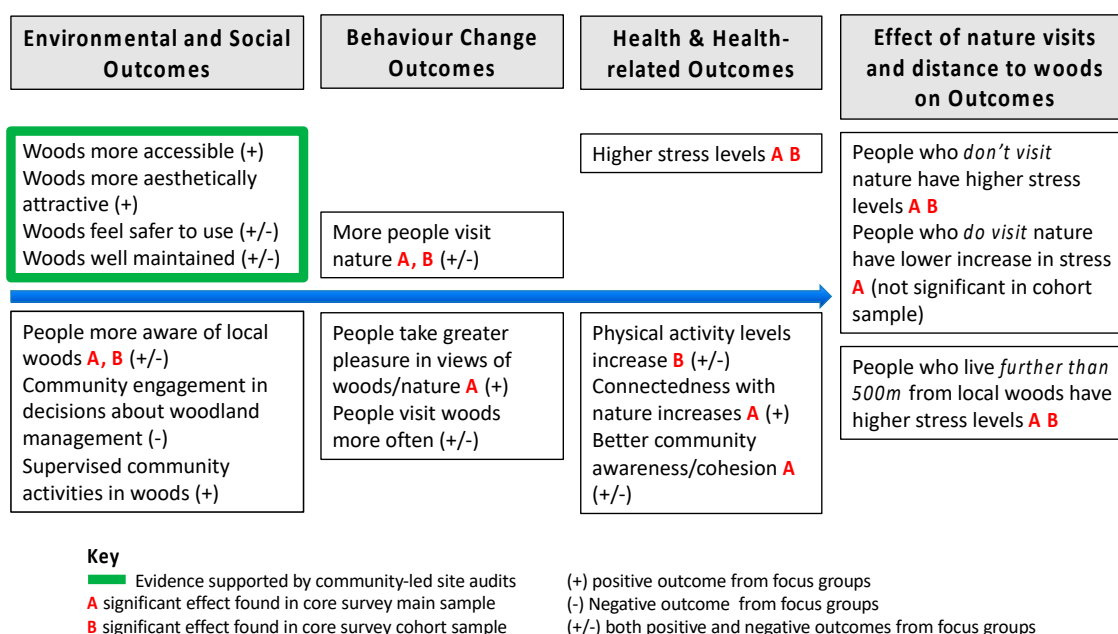 Environmental and Social
Outcomes
Behaviour Change
Outcomes
Health & Health-
related Outcomes
Effect of nature visits
and distance to woods
on Outcomes
Woods more accessible (+)
Woods more aesthetically
attractive (+)
Woods feel safer to use (+/-)
Woods well maintained (+/-)
More people visit
nature A, B (+/-)
Higher stress levels A B
People who don't visit
nature have higher stress
levels A B
People who do visit nature
have lower increase in stress
A (not significant in cohort
sample)
People more aware of local
woods A, B (+/-)
Community engagement in
decisions about woodland
management (-)
Supervised community
activities in woods (+)
People take greater
pleasure in views of
woods/nature A (+)
People visit woods
more often (+/-)
Physical activity levels
increase B (+/-)
Connectedness with
nature increases A (+)
Better community
awareness/cohesion A
(+/-)
People who live further than
500m from local woods have
higher stress levels A B
Key
Evidence supported by community-led site audits
A significant effect found in core survey main sample
B significant effect found in core survey cohort sample
(+) positive outcome from focus groups
(-) Negative outcome from focus groups
(+/-) both positive and negative outcomes from focus groups